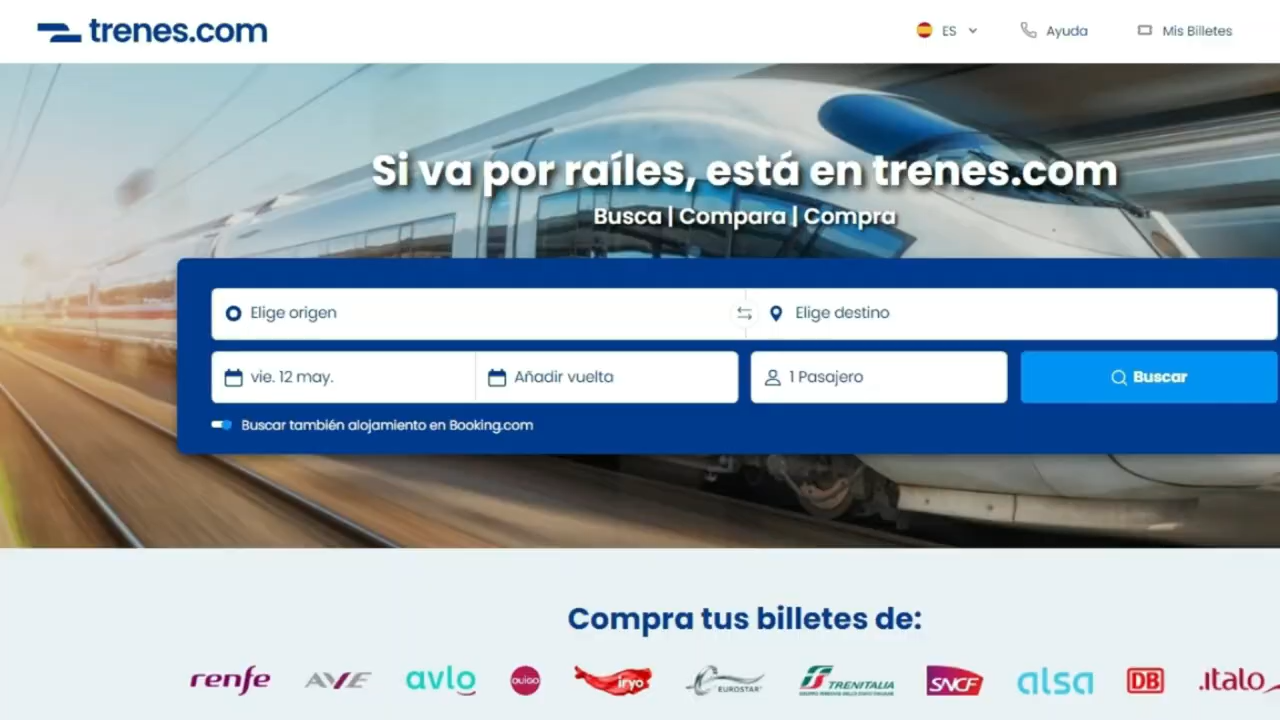 trenes.com
ES
Ayuda
Mis Billetes
Si va por raíles, está en trenes.com
Busca | Compara | Compra
Elige origen
Elige destino
vie. 12 may.
Añadir vuelta
1 Pasajero
Buscar
Buscar también alojamiento en Booking.com
Compra tus billetes de:
renfe
AVE
avlo
OUIGO
iryo
EUROSTAR
TRENITALIA
SNCF
alsa
DB
.italo